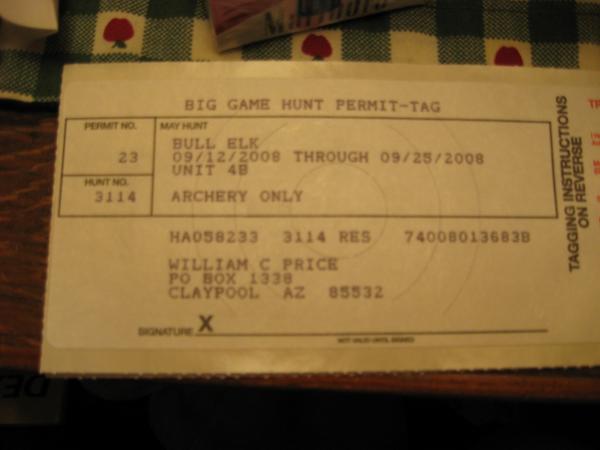 Marlboro
BIG GAME HUNT PERMIT-TAG
PERMIT NO.
23
HUNT NO.
3114
MAY HUNT
BULL ELK
09/12/2008 THROUGH 09/25/2008
UNIT 4B
ARCHERY ONLY
HA058233 3114 RES 74008013683B
WILLIAM C PRICE
PO BOX 1338
CLAYPOOL AZ 85532
SIGNATURE X
NOT VALID UNTIL SIGNED
TAGGING INSTRUCTIONS
ON REVERSE